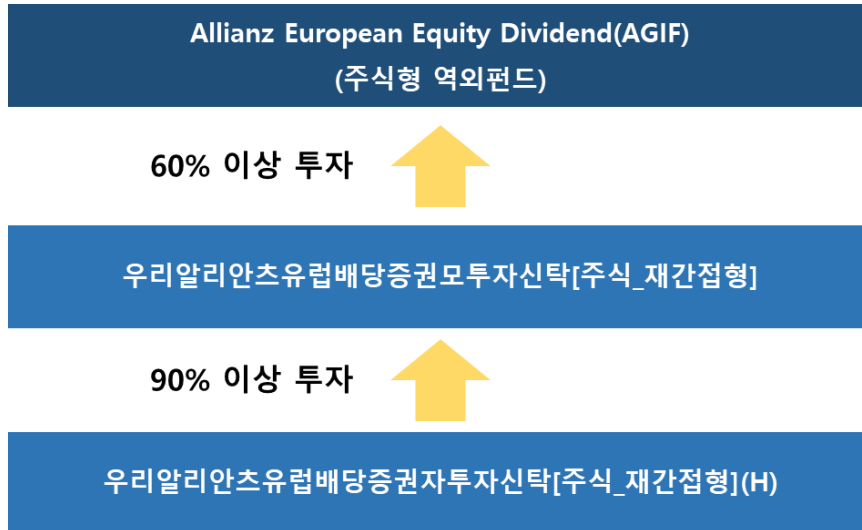 Allianz European Equity Dividend(AGIF)
(주식형 역외펀드)
60% 이상 투자
우리알리안츠유럽배당증권모투자신탁[주식_재간접형]
90% 이상 투자
우리알리안츠유럽배당증권자투자신탁[주식_재간접형](H)